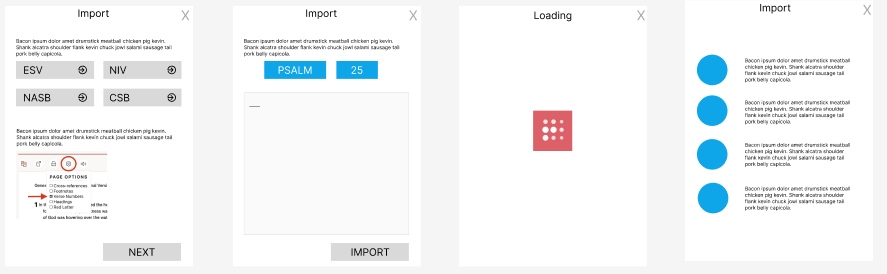 Import
X
Bacon ipsum dolor amet drumstick meatball chicken pig kevin.
Shank alcatra shoulder flank kevin chuck jowl salami sausage tail
pork belly capicola.
ESV
NIV
NASB
CSB
Bacon ipsum dolor amet drumstick meatball chicken pig kevin.
Shank alcatra shoulder flank kevin chuck jowl salami sausage tail
pork belly capicola.
PAGE OPTIONS
Cross-references
Footnotes
Verse Numbers
Headings
Red Letter
1
of God was hovering over the wat
NEXT
Import
X
Bacon ipsum dolor amet drumstick meatball chicken pig kevin.
Shank alcatra shoulder flank kevin chuck jowl salami sausage tail
pork belly capicola.
PSALM
25
IMPORT
Loading
X
Import
X
Bacon ipsum dolor amet drumstick meatball
chicken pig kevin. Shank alcatra shoulder
flank kevin chuck jowl salami sausage tail
pork belly capicola.
Bacon ipsum dolor amet drumstick meatball
chicken pig kevin. Shank alcatra shoulder
flank kevin chuck jowl salami sausage tail
pork belly capicola.
Bacon ipsum dolor amet drumstick meatball
chicken pig kevin. Shank alcatra shoulder
flank kevin chuck jowl salami sausage tail
pork belly capicola.
Bacon ipsum dolor amet drumstick meatball
chicken pig kevin. Shank alcatra shoulder
flank kevin chuck jowl salami sausage tail
pork belly capicola.